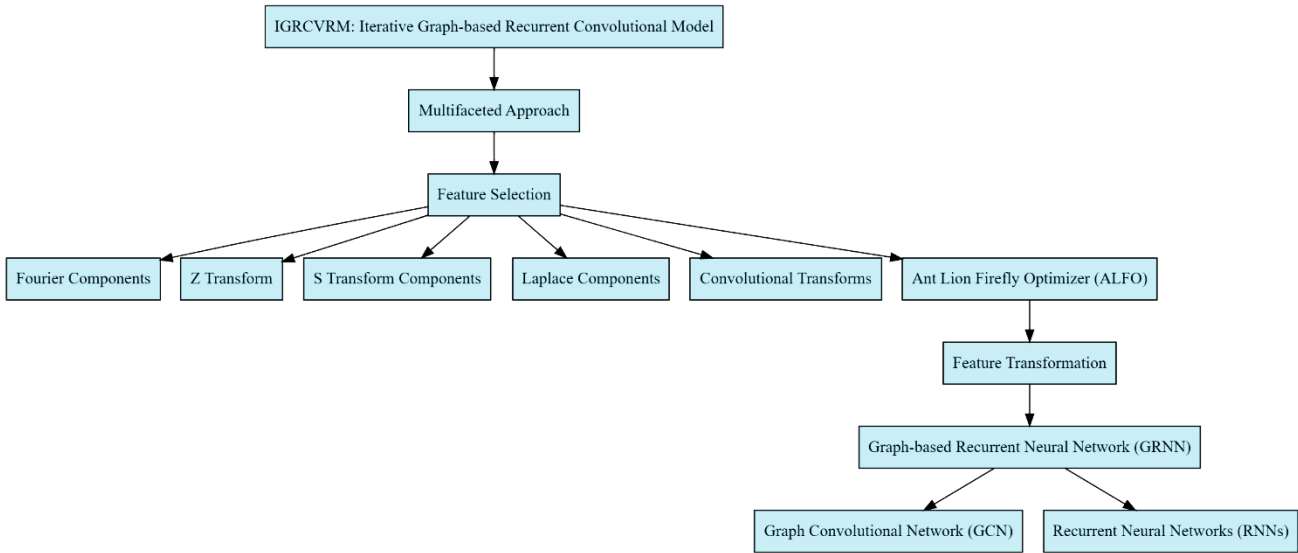 IGRCVRM: Iterative Graph-based Recurrent Convolutional Model
Multifaceted Approach
Feature Selection
Fourier Components
Z Transform
S Transform Components
Laplace Components
Convolutional Transforms
Ant Lion Firefly Optimizer (ALFO)
Feature Transformation
Graph-based Recurrent Neural Network (GRNN)
Graph Convolutional Network (GCN)
Recurrent Neural Networks (RNNs)